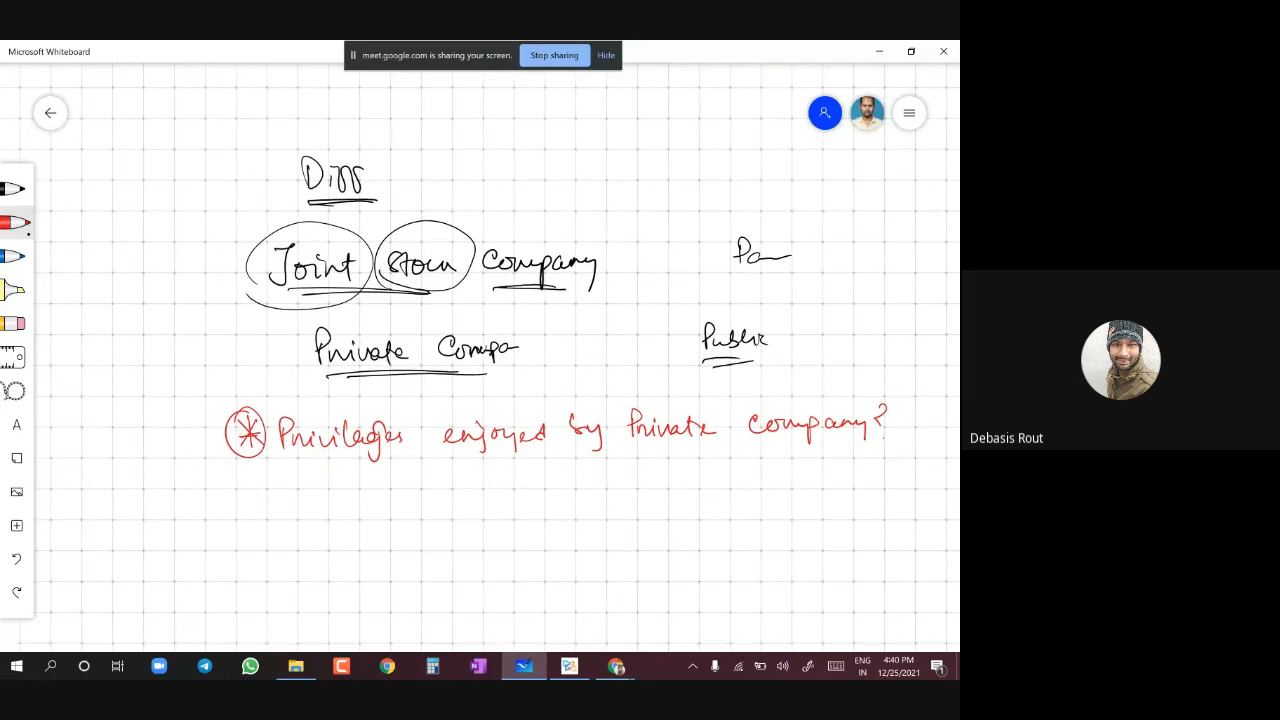 Microsoft Whiteboard
meet.google.com is sharing your screen.
Stop sharing
Hide
Diff
Joint Stock Company
Private Compa
Public
* Privileges enjoyed by Private company?
Debasis Rout
A
ENG
IN
4:40 PM
12/25/2021
1